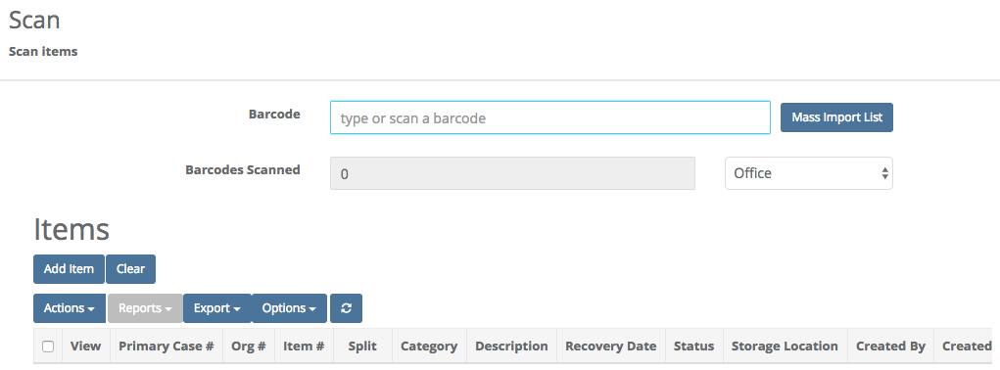 Scan
Scan items
Barcode type or scan a barcode Mass Import List
Barcodes Scanned 0 Office
Items
Add Item Clear
Actions Reports Export Options
View Primary Case # Org # Item # Split Category Description Recovery Date Status Storage Location Created By Created